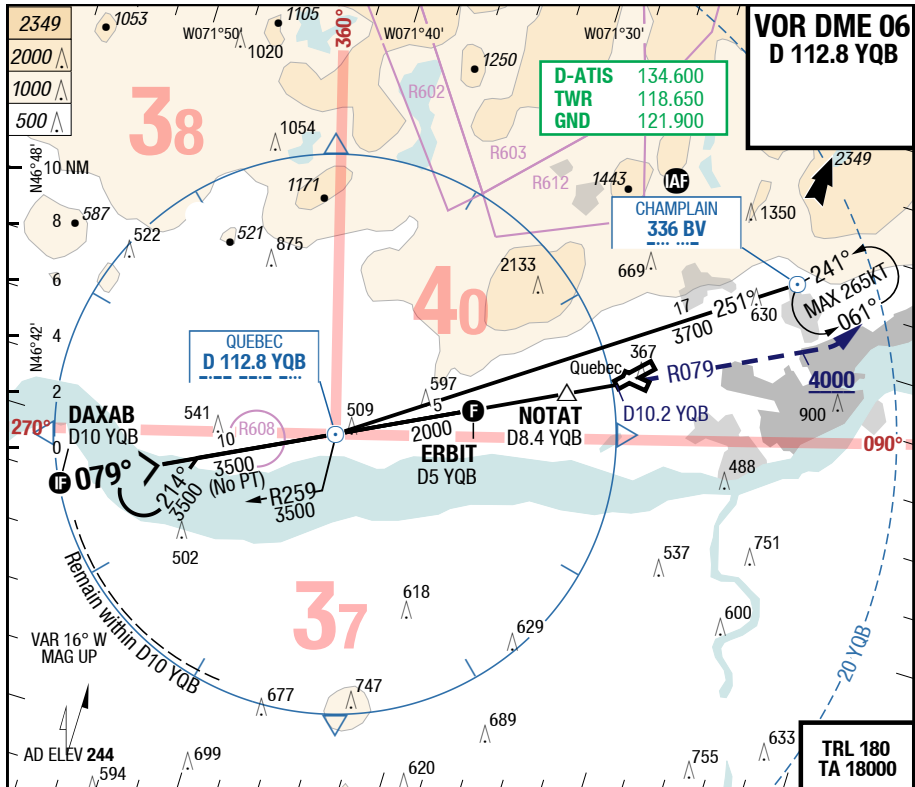 2349
2000
1000
500
1053
W071°50'
1105
1020
360°
W071°40'
1250
W071°30'
VOR DME 06
D 112.8 YQB
D-ATIS 134.600
TWR 118.650
GND 121.900
38
R602
R603
R612
1054
N46°48'
10 NM
1171
1443
IAF
2349
CHAMPLAIN
336 BV
587
8
522
521
875
1350
6
2133
669
241°
MAX 265KT
061°
40
17
251°
3700
630
N46°42'
4
QUEBEC
D 112.8 YQB
Quebec
367
R079
4000
2
597
5
2000
F
NOTAT
D8.4 YQB
D10.2 YQB
900
DAXAB
D10 YQB
541
R608
509
270°
0
10
ERBIT
D5 YQB
090°
IF
079°
214°
3500
3500
(No PT)
R259
3500
488
502
Remain within D10 YQB
37
537
751
618
600
629
VAR 16° W
MAG UP
20 YQB
677
747
689
AD ELEV 244
699
633
594
620
755
TRL 180
TA 18000